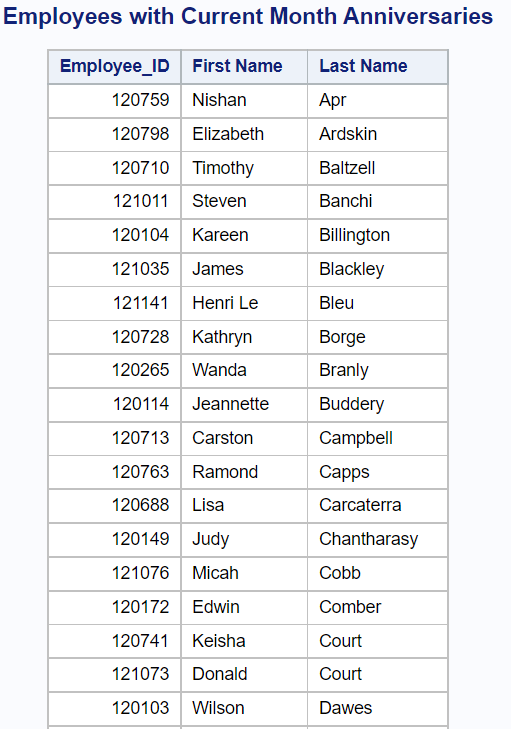 Employees with Current Month Anniversaries
Employee_ID First Name Last Name
120759 Nishan Apr
120798 Elizabeth Ardskin
120710 Timothy Baltzell
121011 Steven Banchi
120104 Kareen Billington
121035 James Blackley
121141 Henri Le Bleu
120728 Kathryn Borge
120265 Wanda Branly
120114 Jeannette Buddery
120713 Carston Campbell
120763 Ramond Capps
120688 Lisa Carcaterra
120149 Judy Chantharasy
121076 Micah Cobb
120172 Edwin Comber
120741 Keisha Court
121073 Donald Court
120103 Wilson Dawes